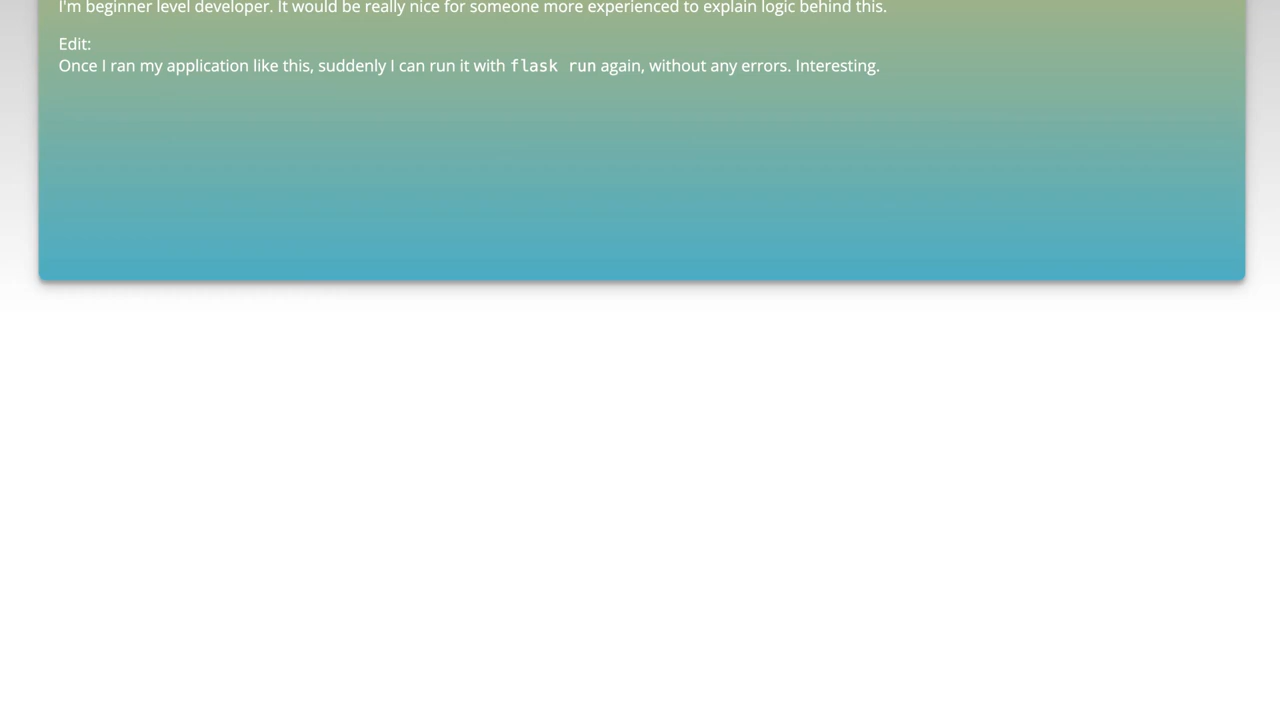 I'm beginner level developer. It would be really nice for someone more experienced to explain logic behind this.
Edit:
Once I ran my application like this, suddenly I can run it with flask run again, without any errors. Interesting.